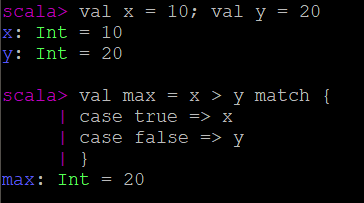 scala> val x = 10; val y = 20
x: Int = 10
y: Int = 20
scala> val max = x > y match {
| case true => x
| case false => y
| }
max: Int = 20